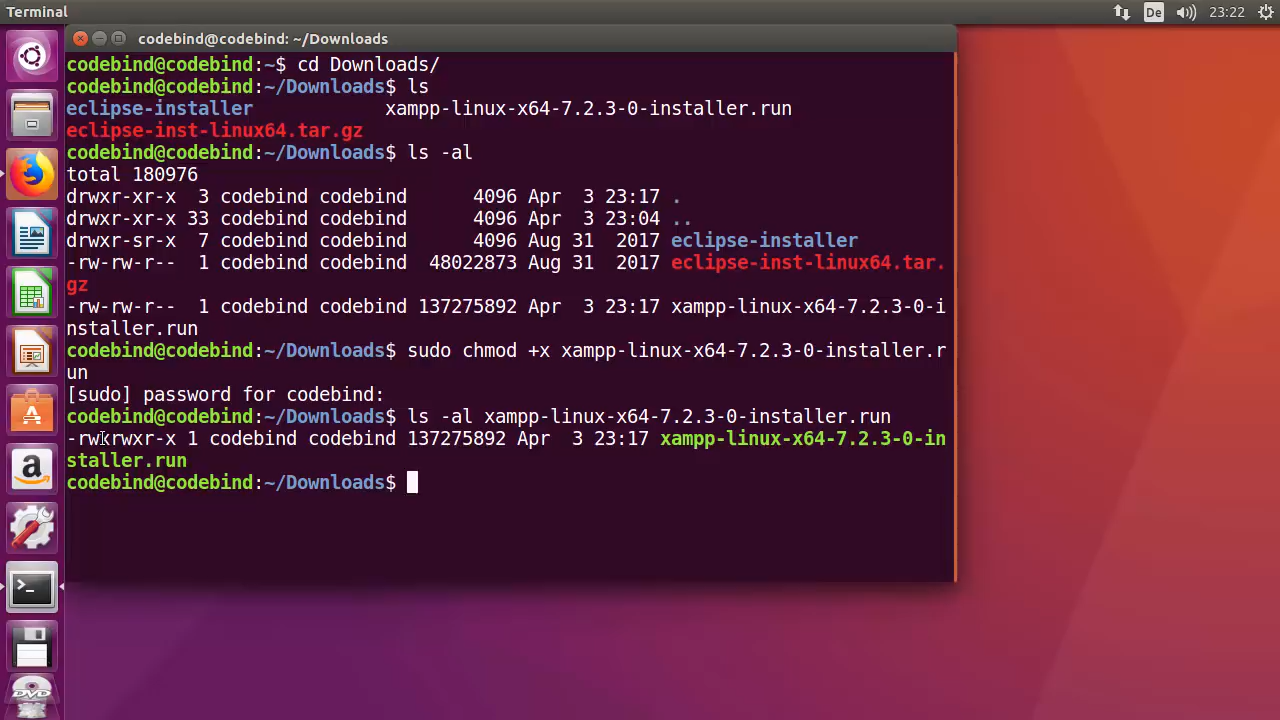 Terminal
De
23:22
codebind@codebind: ~/Downloads
codebind@codebind:~$ cd Downloads/
codebind@codebind:~/Downloads$ ls
eclipse-installer            xampp-linux-x64-7.2.3-0-installer.run
eclipse-inst-linux64.tar.gz
codebind@codebind:~/Downloads$ ls -al
total 180976
drwxr-xr-x  3 codebind codebind      4096 Apr  3 23:17 .
drwxr-xr-x 33 codebind codebind      4096 Apr  3 23:04 ..
drwxr-sr-x  7 codebind codebind      4096 Aug 31  2017 eclipse-installer
-rw-rw-r--  1 codebind codebind  48022873 Aug 31  2017 eclipse-inst-linux64.tar.
gz
-rw-rw-r--  1 codebind codebind 137275892 Apr  3 23:17 xampp-linux-x64-7.2.3-0-i
nstaller.run
codebind@codebind:~/Downloads$ sudo chmod +x xampp-linux-x64-7.2.3-0-installer.r
un
[sudo] password for codebind:
codebind@codebind:~/Downloads$ ls -al xampp-linux-x64-7.2.3-0-installer.run
-rwxrwxr-x 1 codebind codebind 137275892 Apr  3 23:17 xampp-linux-x64-7.2.3-0-in
staller.run
codebind@codebind:~/Downloads$
DVD